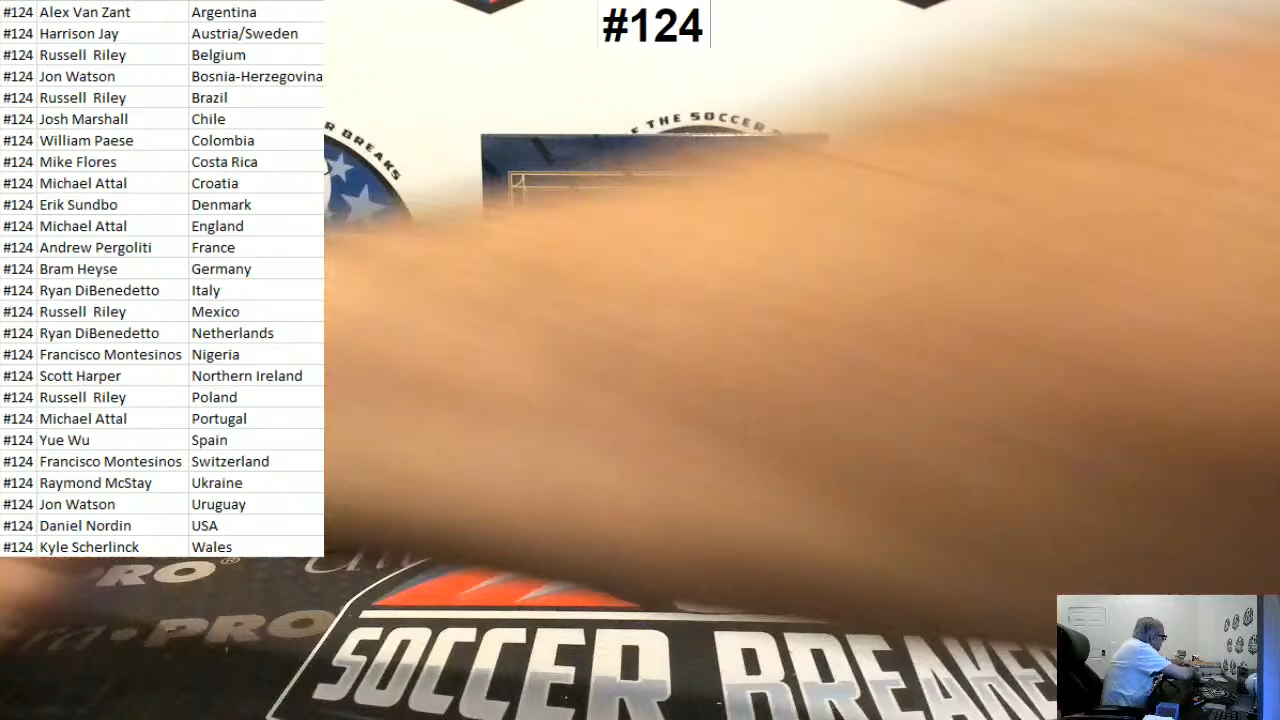 #124 Alex Van Zant Argentina
#124 Harrison Jay Austria/Sweden
#124 Russell Riley Belgium
#124 Jon Watson Bosnia-Herzegovina
#124 Russell Riley Brazil
#124 Josh Marshall Chile
#124 William Paese Colombia
#124 Mike Flores Costa Rica
#124 Michael Attal Croatia
#124 Erik Sundbo Denmark
#124 Michael Attal England
#124 Andrew Pergoliti France
#124 Bram Heyse Germany
#124 Ryan DiBenedetto Italy
#124 Russell Riley Mexico
#124 Ryan DiBenedetto Netherlands
#124 Francisco Montesinos Nigeria
#124 Scott Harper Northern Ireland
#124 Russell Riley Poland
#124 Michael Attal Portugal
#124 Yue Wu Spain
#124 Francisco Montesinos Switzerland
#124 Raymond McStay Ukraine
#124 Jon Watson Uruguay
#124 Daniel Nordin USA
#124 Kyle Scherlinck Wales
#124
THE SOCCER
R BREAKS
PRO®
PRO
SOCCER BREAKE